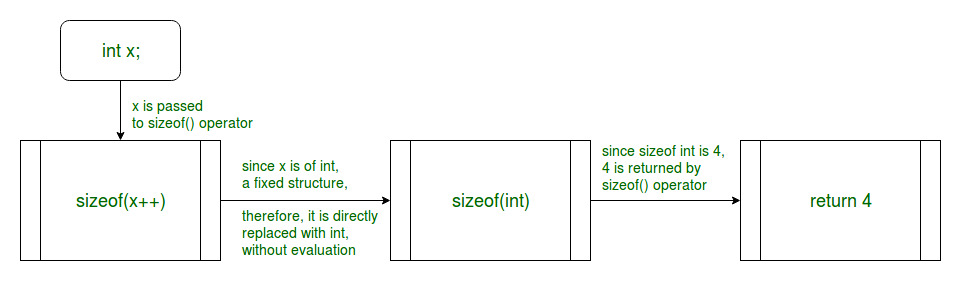 int x;
x is passed
to sizeof() operator
sizeof(x++)
since x is of int,
a fixed structure,
therefore, it is directly
replaced with int,
without evaluation
sizeof(int)
since sizeof int is 4,
4 is returned by
sizeof() operator
return 4